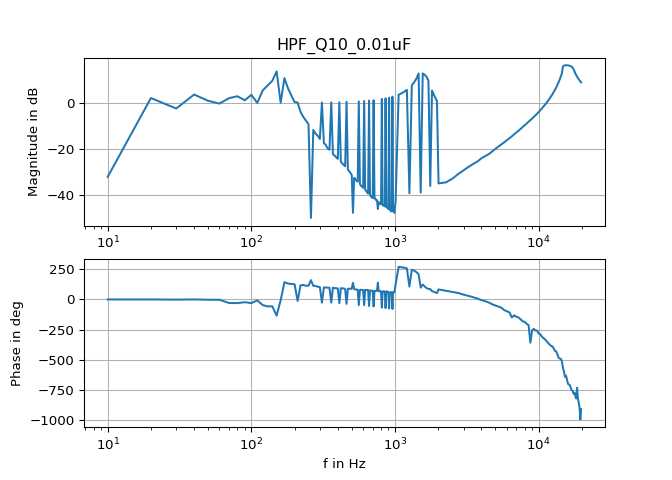 HPF_Q10_0.01uF
Magnitude in dB
0
−20
−40
10¹ 10² 10³ 10⁴
Phase in deg
250
0
−250
−500
−750
−1000
10¹ 10² 10³ 10⁴
f in Hz